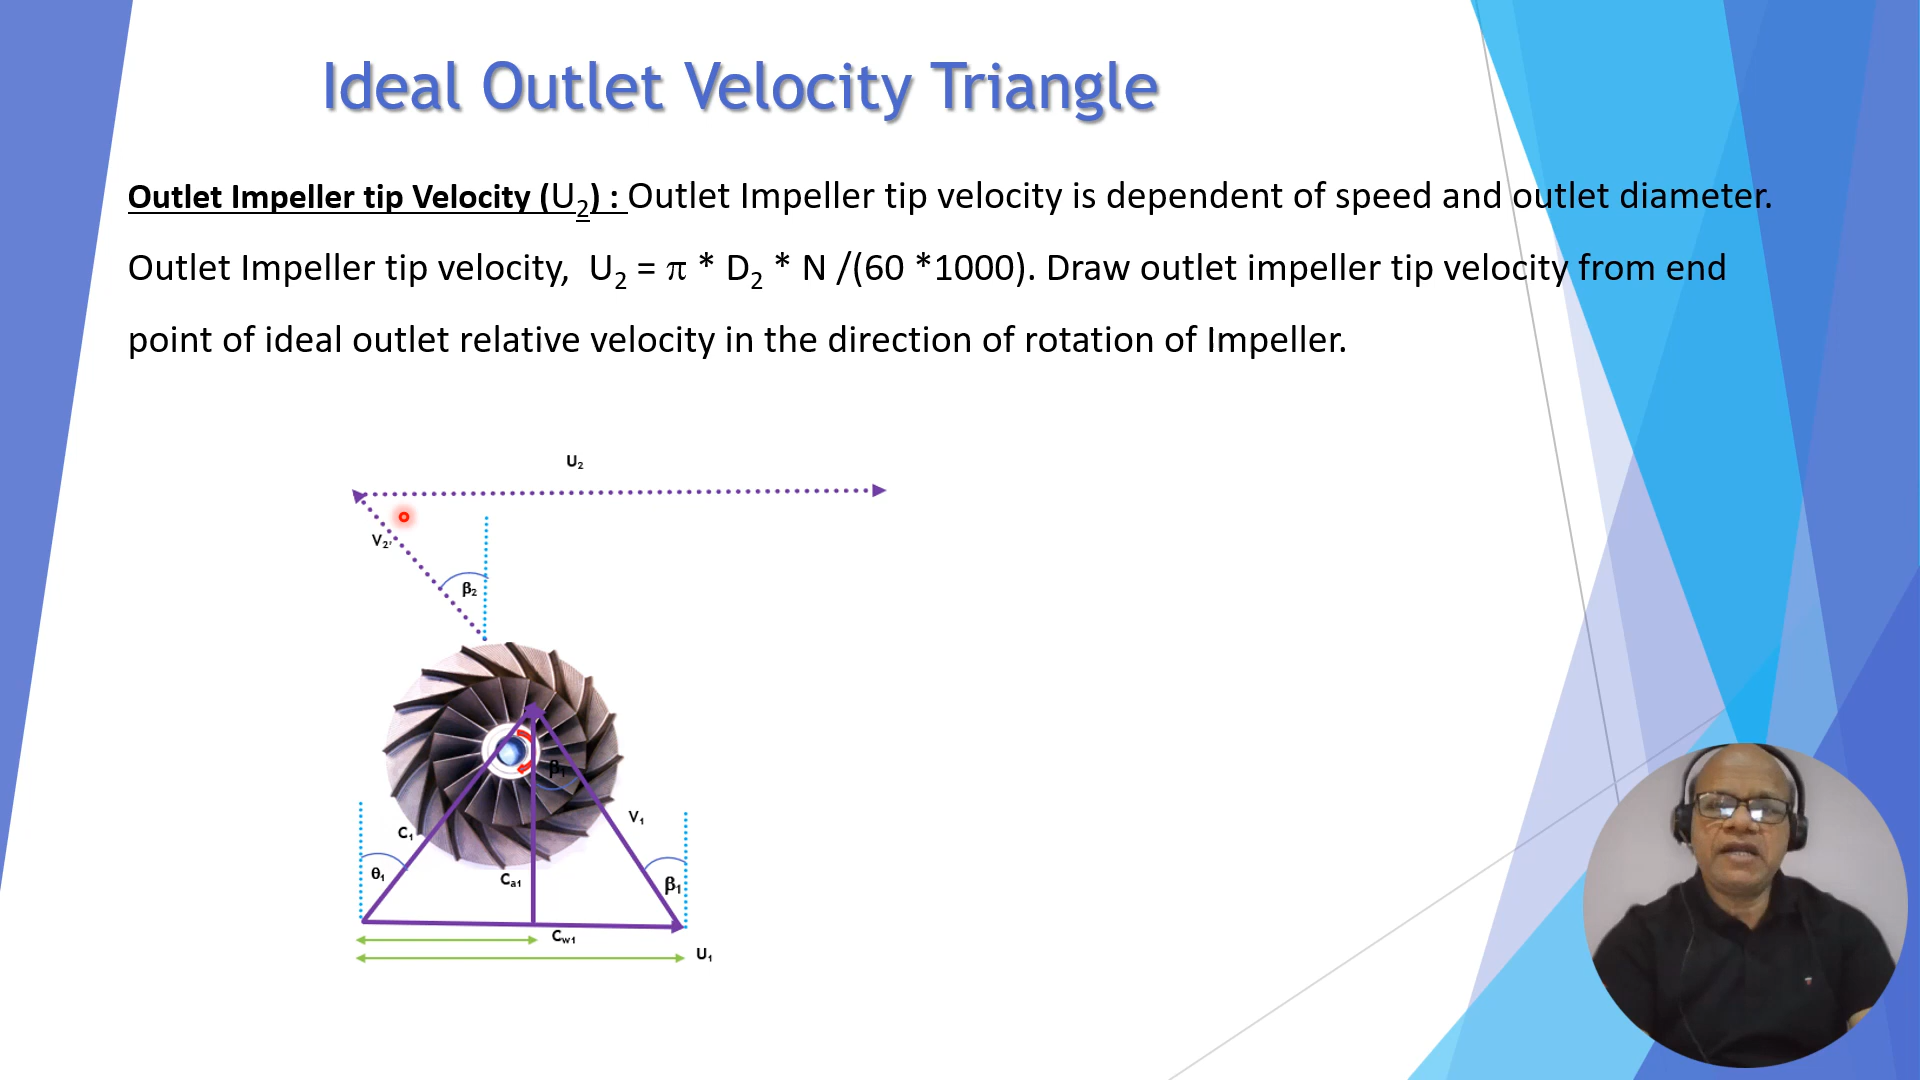 Ideal Outlet Velocity Triangle
Outlet Impeller tip Velocity (U₂) : Outlet Impeller tip velocity is dependent of speed and outlet diameter.
Outlet Impeller tip velocity, U₂ = π * D₂ * N /(60 *1000). Draw outlet impeller tip velocity from end
point of ideal outlet relative velocity in the direction of rotation of Impeller.
U₂
V₂'
β₂
β₁
V₁
C₁
θ₁
Cₐ₁
β₁
Cw₁
U₁